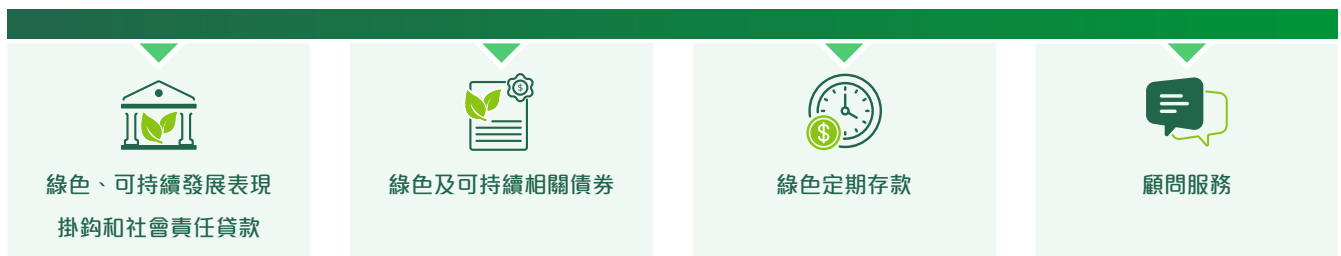 綠色、可持續發展表現
掛鈎和社會責任貸款
綠色及可持續相關債券
綠色定期存款
顧問服務